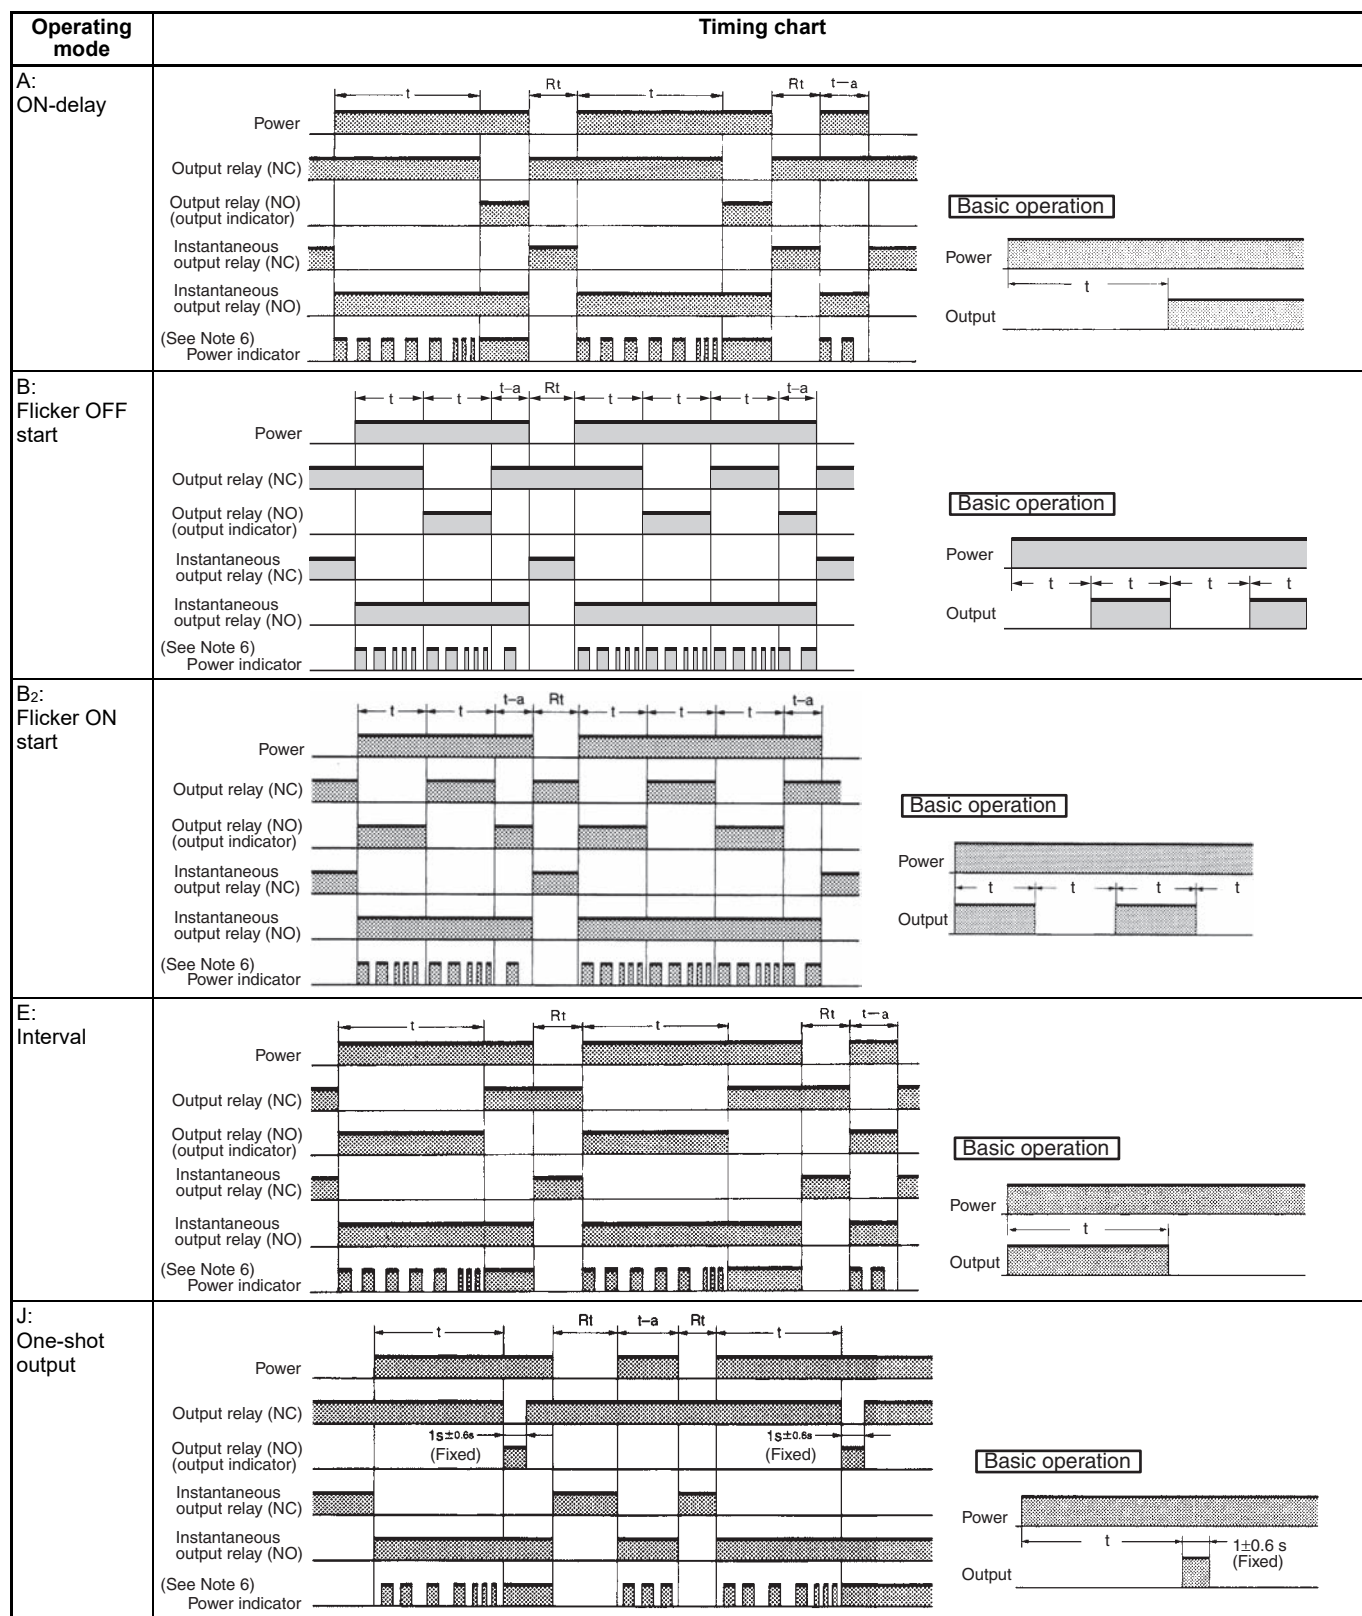 Operating
mode
Timing chart
A:
ON-delay
t
Rt
t
Rt
t–a
Power
Output relay (NC)
Output relay (NO)
(output indicator)
Instantaneous
output relay (NC)
Instantaneous
output relay (NO)
(See Note 6)
Power indicator
Basic operation
Power
t
Output
B:
Flicker OFF
start
t
t
t–a
Rt
t
t
t
t–a
Power
Output relay (NC)
Output relay (NO)
(output indicator)
Instantaneous
output relay (NC)
Instantaneous
output relay (NO)
(See Note 6)
Power indicator
Basic operation
Power
t
t
t
t
Output
B2:
Flicker ON
start
t
t
t–a
Rt
t
t
t
t–a
Power
Output relay (NC)
Output relay (NO)
(output indicator)
Instantaneous
output relay (NC)
Instantaneous
output relay (NO)
(See Note 6)
Power indicator
Basic operation
Power
t
t
t
t
Output
E:
Interval
t
Rt
t
Rt
t–a
Power
Output relay (NC)
Output relay (NO)
(output indicator)
Instantaneous
output relay (NC)
Instantaneous
output relay (NO)
(See Note 6)
Power indicator
Basic operation
Power
t
Output
J:
One-shot
output
t
Rt
t–a
Rt
t
Power
Output relay (NC)
1s±0.6s
(Fixed)
1s±0.6s
(Fixed)
Output relay (NO)
(output indicator)
Instantaneous
output relay (NC)
Instantaneous
output relay (NO)
(See Note 6)
Power indicator
Basic operation
Power
t
1±0.6 s
(Fixed)
Output